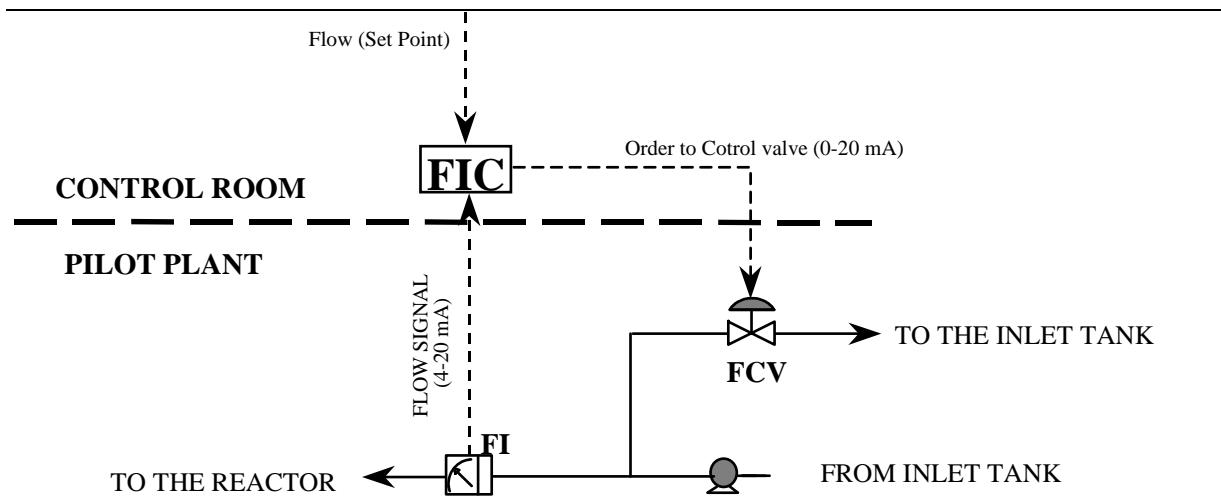 Flow (Set Point)
FIC
Order to Cotrol valve (0-20 mA)
CONTROL ROOM
PILOT PLANT
FLOW SIGNAL
(4-20 mA)
TO THE INLET TANK
FCV
FI
TO THE REACTOR
FROM INLET TANK